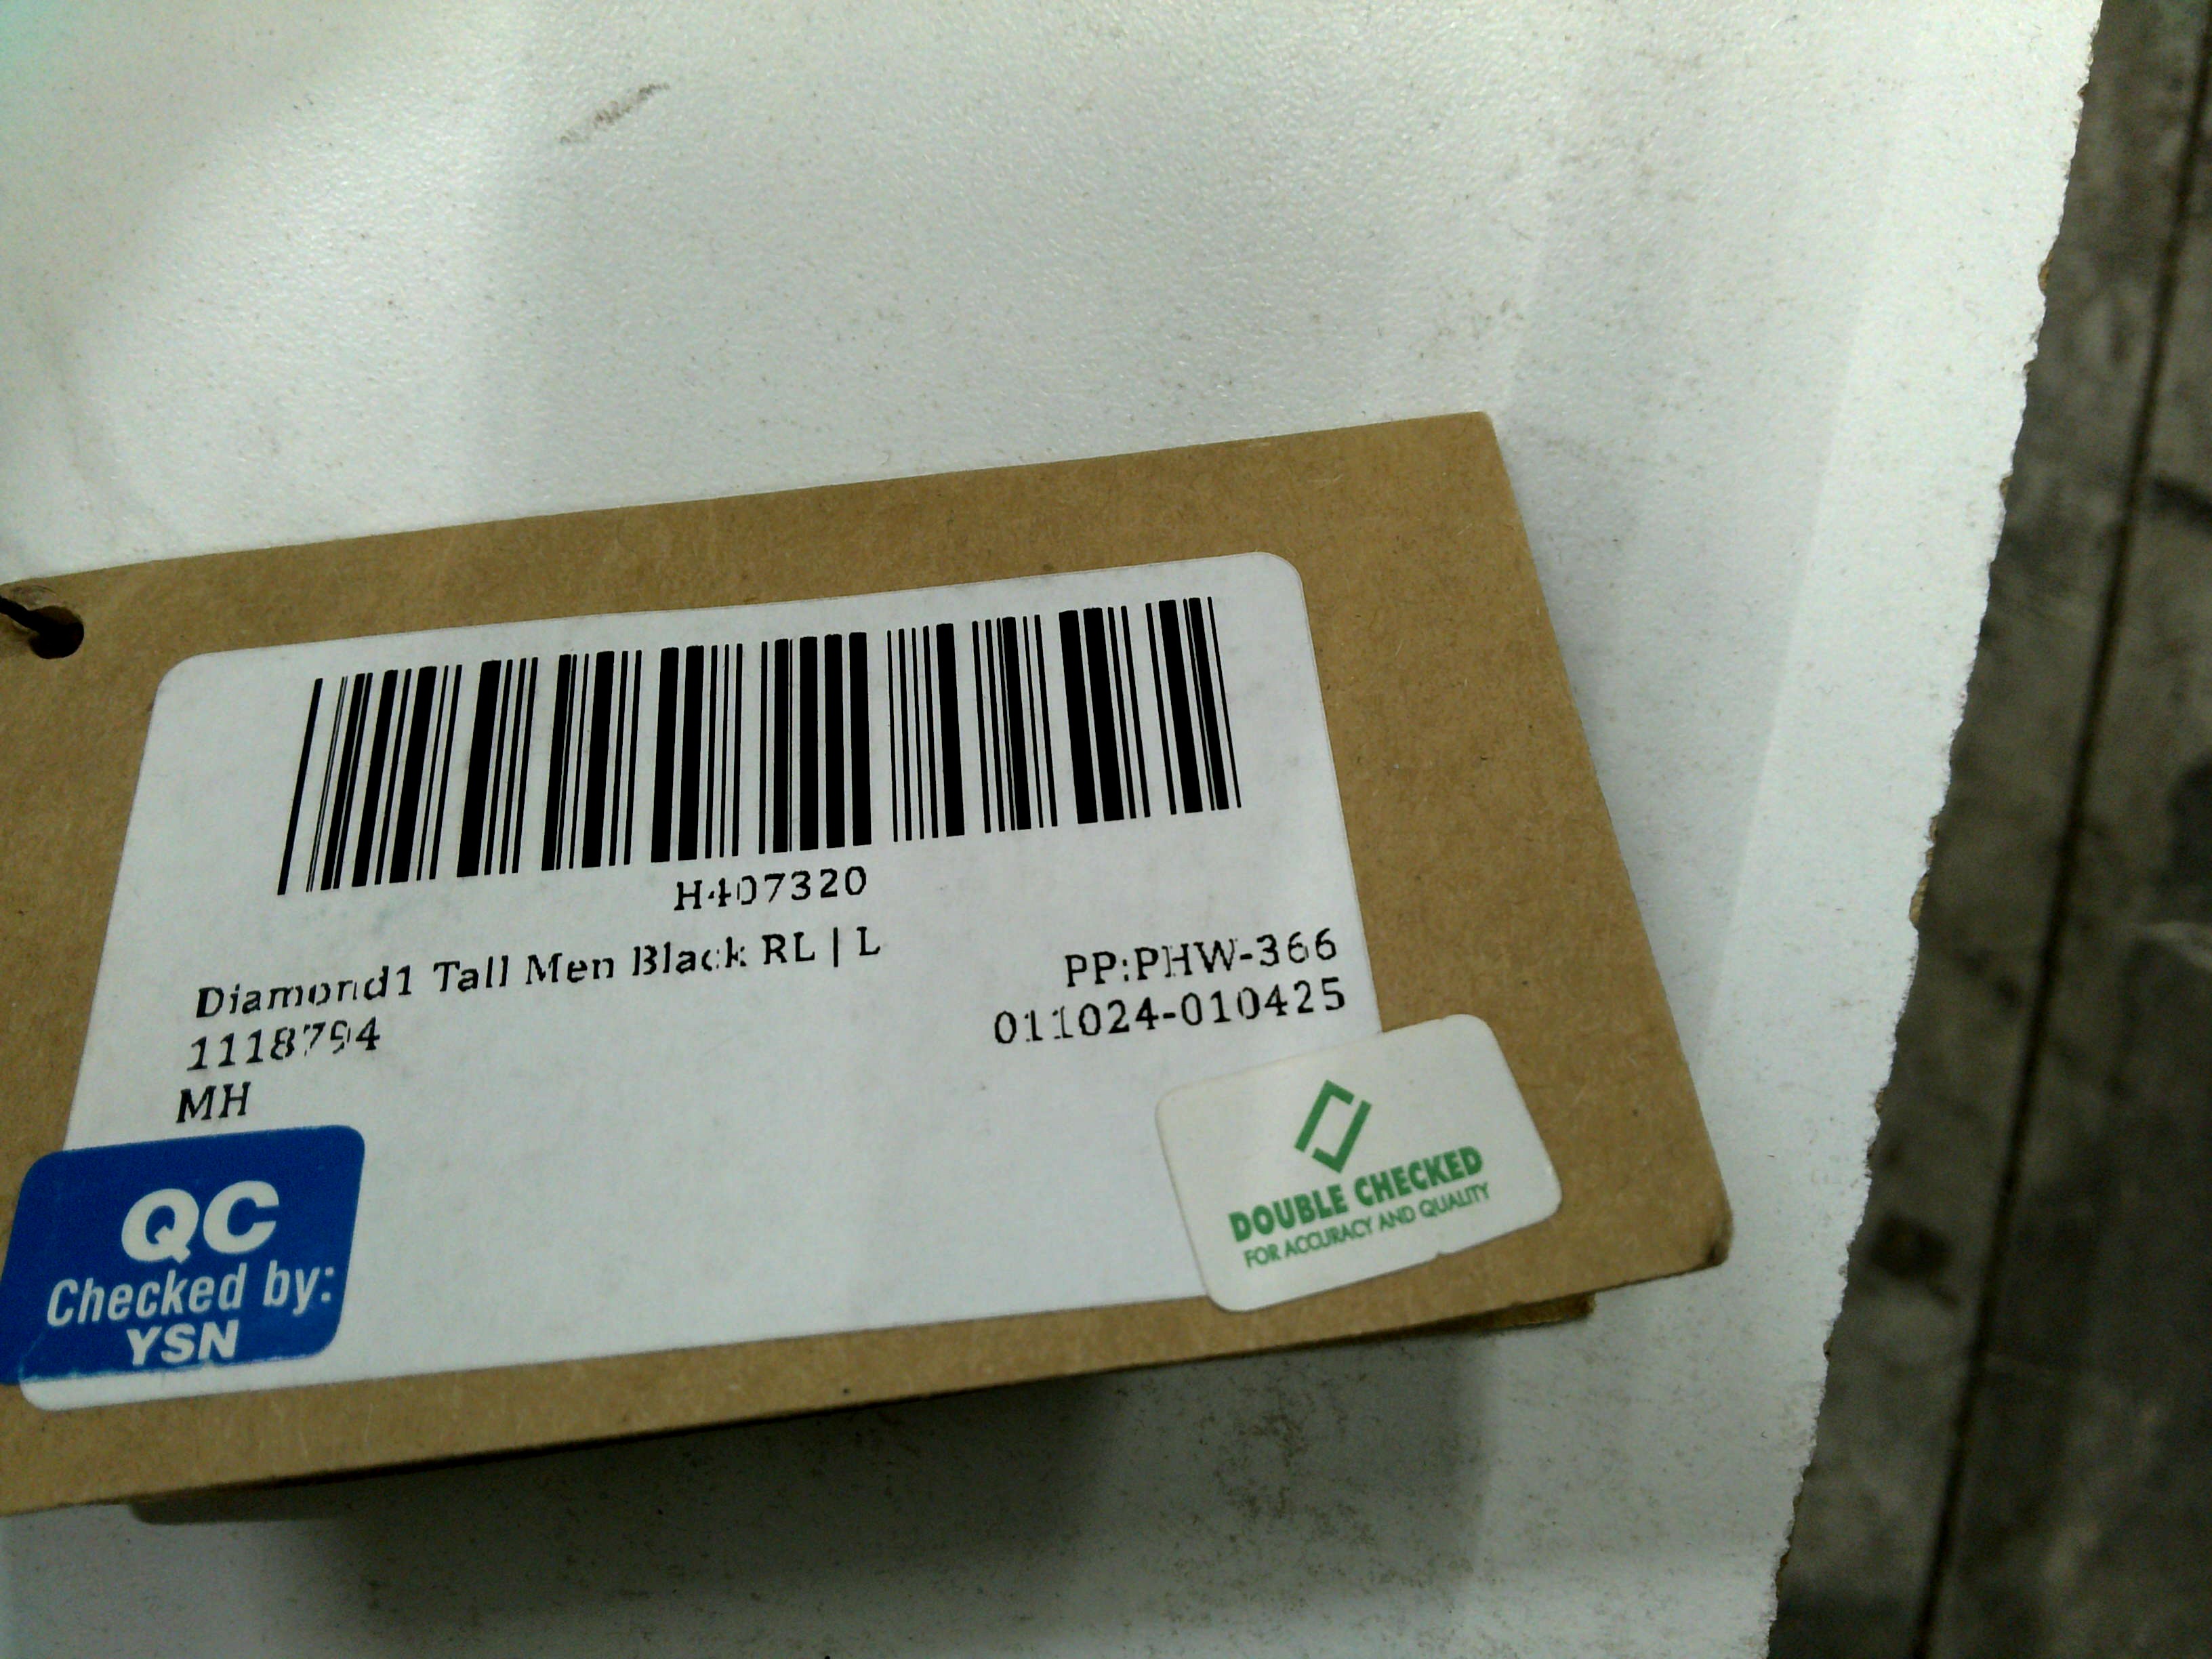 H407320
Diamond1 Tall Men Black RL | L
1118794
MH
PP:PHW-366
011024-010425
QC
Checked by:
YSN
DOUBLE CHECKED
FOR ACCURACY AND QUALITY